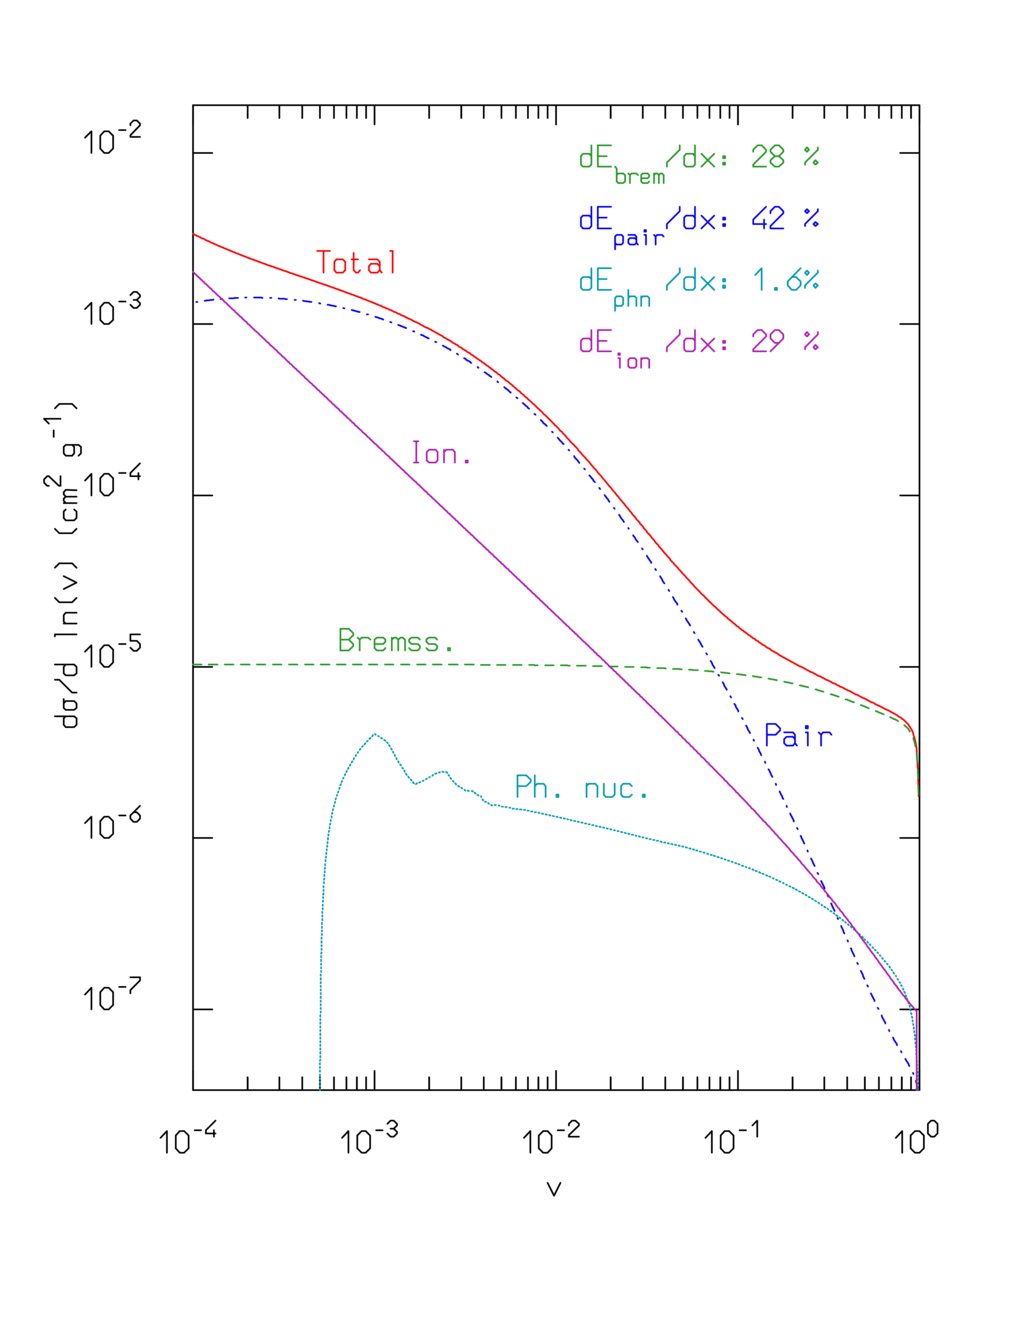 10^-2
dE_brem/dx: 28 %
dE_pair/dx: 42 %
Total
dE_phn /dx: 1.6%
10^-3
dE_ion /dx: 29 %
Ion.
10^-4
dσ/d ln(v) (cm^2 g^-1)
Bremss.
10^-5
Pair
Ph. nuc.
10^-6
10^-7
10^-4 10^-3 10^-2 10^-1 10^0
v